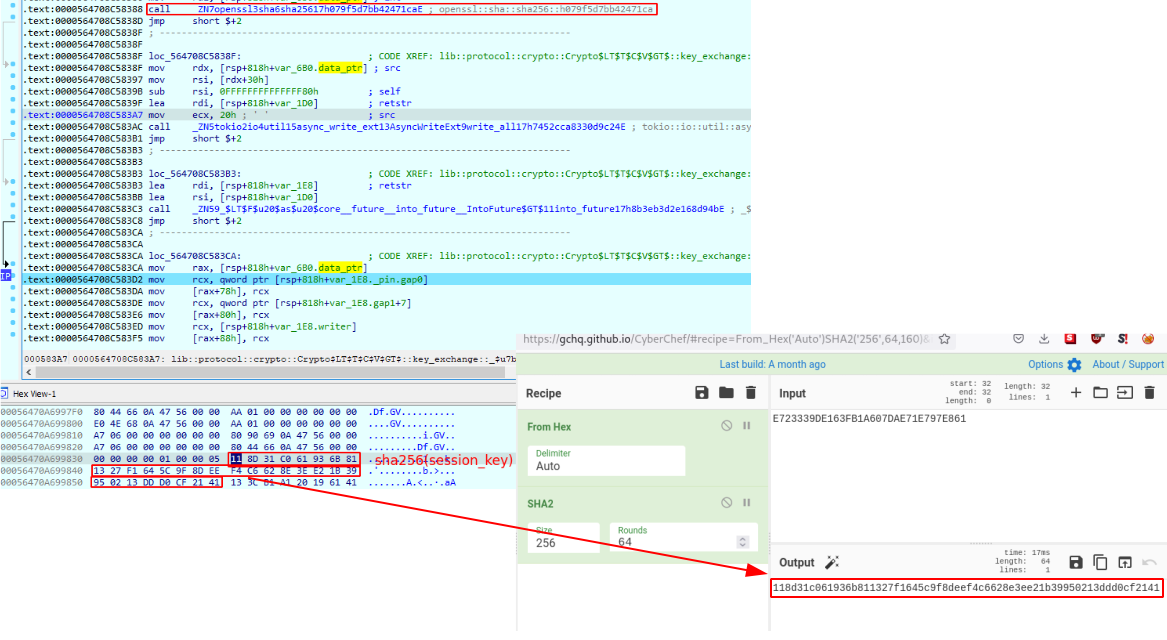 .text:0000564708C58388 call ZN7openssl3sha6sha25617h079f5d7bb42471caE ; openssl::sha::sha256::h079f5d7bb42471ca
.text:0000564708C5838D jmp short $+2
.text:0000564708C5838F ; ---------------------------------------------------------------------
.text:0000564708C5838F
.text:0000564708C5838F loc_564708C5838F: ; CODE XREF: lib::protocol::crypto::Crypto$LT$T$C$V$GT$::key_exchange:
.text:0000564708C5838F mov rdx, [rsp+818h+var_6B0.data_ptr] ; src
.text:0000564708C58397 mov rsi, [rdx+30h]
.text:0000564708C5839B sub rsi, 0FFFFFFFFFFFFFF80h ; self
.text:0000564708C5839F lea rdi, [rsp+818h+var_1D0] ; retstr
.text:0000564708C583A7 mov ecx, 20h ; ' ' ; src
.text:0000564708C583AC call _ZN5tokio2io4util15async_write_ext13AsyncWriteExt9write_all17h7452cca8330d9c24E ; tokio::io::util::asy
.text:0000564708C583B1 jmp short $+2
.text:0000564708C583B3 ; ---------------------------------------------------------------------
.text:0000564708C583B3
.text:0000564708C583B3 loc_564708C583B3: ; CODE XREF: lib::protocol::crypto::Crypto$LT$T$C$V$GT$::key_exchange:
.text:0000564708C583B3 lea rdi, [rsp+818h+var_1E8] ; retstr
.text:0000564708C583BB lea rsi, [rsp+818h+var_1D0]
.text:0000564708C583C3 call _ZN59_$LT$F$u20$as$u20$core__future__into_future__IntoFuture$GT$11into_future17h8b3eb3d2e168d94bE ; _$
.text:0000564708C583C8 jmp short $+2
.text:0000564708C583CA ; ---------------------------------------------------------------------
.text:0000564708C583CA
.text:0000564708C583CA loc_564708C583CA: ; CODE XREF: lib::protocol::crypto::Crypto$LT$T$C$V$GT$::key_exchange:
.text:0000564708C583CA mov rax, [rsp+818h+var_6B0.data_ptr]
IP
.text:0000564708C583D2 mov rcx, qword ptr [rsp+818h+var_1E8._pin.gap0]
.text:0000564708C583DA mov [rax+78h], rcx
.text:0000564708C583DE mov rcx, qword ptr [rsp+818h+var_1E8.gap1+7]
.text:0000564708C583E6 mov [rax+80h], rcx
.text:0000564708C583ED mov rcx, [rsp+818h+var_1E8.writer]
.text:0000564708C583F5 mov [rax+88h], rcx
000583A7 0000564708C583A7: lib::protocol::crypto::Crypto$LT$T$C$V$GT$::key_exchange::_$u7b
Hex View-1
00056470A6997F0 80 44 66 0A 47 56 00 00 AA 01 00 00 00 00 00 00 .Df.GV..........
00056470A699800 E0 4E 68 0A 47 56 00 00
00056470A699810 A7 06 00 00 00 00 00 00 80 90 69 0A 47 56 00 00 ..........i.GV..
00056470A699820 A7 06 00 00 00 00 00 00 80 44 66 0A 47 56 00 00 .........Df.GV..
00056470A699830 00 00 00 00 01 00 00 05 11 8D 31 C0 61 93 6B 81 sha256(session_key)
00056470A699840 13 27 F1 64 5C 9F 8D EE F4 C6 62 8E 3E E2 1B 39
00056470A699850 95 02 13 DD D0 CF 21 41
https://gchq.github.io/CyberChef/#recipe=From_Hex('Auto')SHA2('256',64,160)&
Last build: A month ago
Options
About / Support
Recipe
From Hex
Delimiter
Auto
SHA2
Size
256
Rounds
64
Input
start: 32
end: 32
length: 0
length: 32
lines: 1
E723339DE163FB1A607DAE71E797E861
Output
time: 17ms
length: 64
lines: 1
118d31c061936b811327f1645c9f8deef4c6628e3ee21b39950213ddd0cf2141